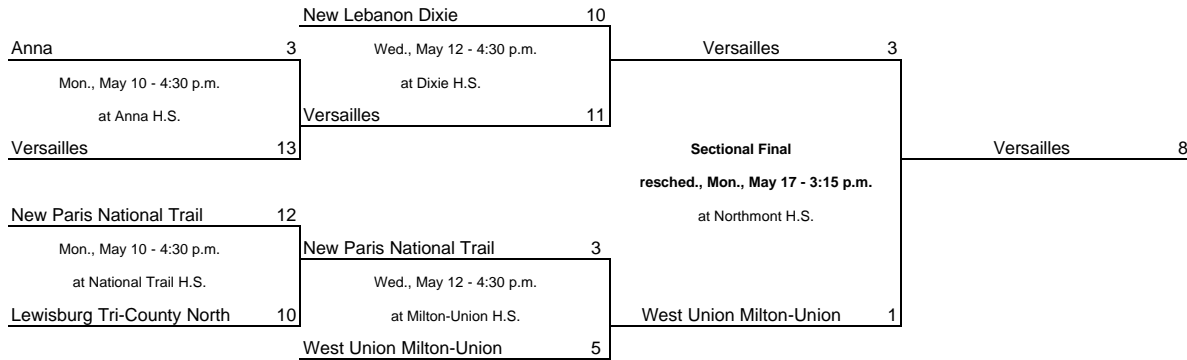 New Lebanon Dixie 10
Anna 3
Wed., May 12 - 4:30 p.m.
Versailles 3
Mon., May 10 - 4:30 p.m.
at Dixie H.S.
at Anna H.S.
Versailles 11
Versailles 13
Sectional Final
Versailles 8
resched., Mon., May 17 - 3:15 p.m.
New Paris National Trail 12
at Northmont H.S.
Mon., May 10 - 4:30 p.m.
New Paris National Trail 3
at National Trail H.S.
Wed., May 12 - 4:30 p.m.
Lewisburg Tri-County North 10
at Milton-Union H.S.
West Union Milton-Union 1
West Union Milton-Union 5